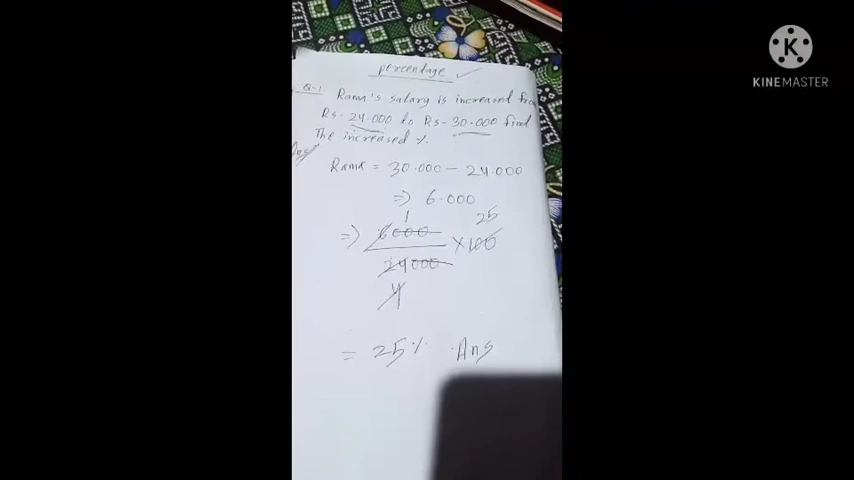 percentage
Q-1 Rama's salary is increased
Rs- 24.000 to Rs- 30.000 find
The increased %.
Ans
Rama = 30.000 - 24.000
=> 6.000
1 25
=> 6000 × 100
24000
4
= 25% Ans
K
KINEMASTER